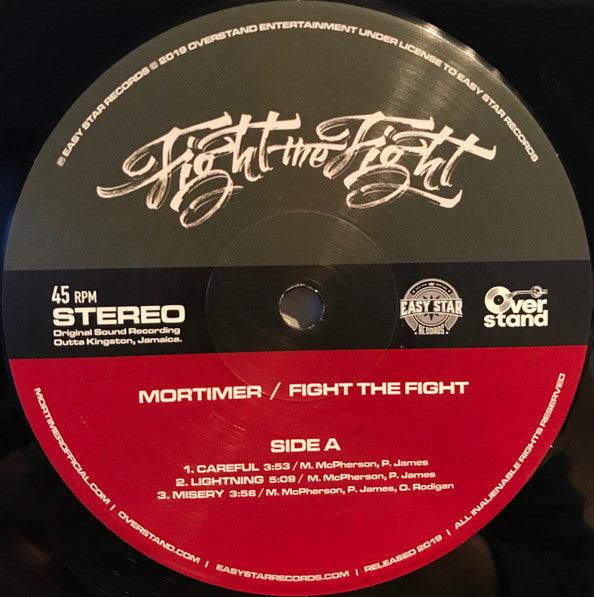 ℗ EASY STAR RECORDS © 2019 OVERSTAND ENTERTAINMENT UNDER LICENSE TO EASY STAR RECORDS
Fight the Fight
45 RPM
STEREO
Original Sound Recording
Outta Kingston, Jamaica.
EASY STAR
RECORDS
Over
stand
MORTIMER / FIGHT THE FIGHT
SIDE A
1. CAREFUL 3:53 / M. McPherson, P. James
2. LIGHTNING 5:09 / M. McPherson, P. James
3. MISERY 3:56 / M. McPherson, P. James, O. Rodigan
MORTIMEROFFICIAL.COM | OVERSTAND.COM | EASYSTARRECORDS.COM | RELEASED 2019 | ALL INALIENABLE RIGHTS RESERVED